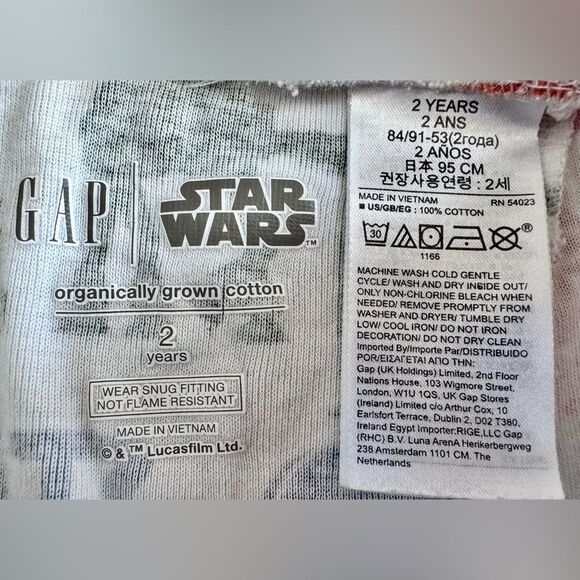 GAP
STAR
WARS™
organically grown cotton
2
years
WEAR SNUG FITTING
NOT FLAME RESISTANT
MADE IN VIETNAM
© & ™ Lucasfilm Ltd.
2 YEARS
2 ANS
84/91-53(2года)
2 AÑOS
日本 95 CM
권장사용연령 : 2세
MADE IN VIETNAM RN 54023
■ US/GB/EG : 100% COTTON
30
1166
MACHINE WASH COLD GENTLE
CYCLE/ WASH AND DRY INSIDE OUT/
ONLY NON-CHLORINE BLEACH WHEN
NEEDED/ REMOVE PROMPTLY FROM
WASHER AND DRYER/ TUMBLE DRY
LOW/ COOL IRON/ DO NOT IRON
DECORATION/ DO NOT DRY CLEAN
Imported By/Importe Par/DISTRIBUIDO
POR/ΕΙΣΑΓΕΤΑΙ ΑΠΟ ΤΗΝ:
Gap (UK Holdings) Limited, 2nd Floor
Nations House, 103 Wigmore Street,
London, W1U 1QS, UK Gap Stores
(Ireland) Limited c/o Arthur Cox, 10
Earlsfort Terrace, Dublin 2, D02 T380,
Ireland Egypt Importer:RIGE,LLC Gap
(RHC) B.V. Luna ArenA Herikerbergweg
238 Amsterdam 1101 CM. The
Netherlands